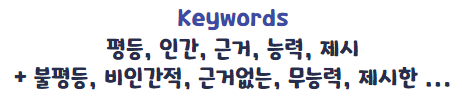 Keywords
평등, 인간, 근거, 능력, 제시
+ 불평등, 비인간적, 근거없는, 무능력, 제시한 ...